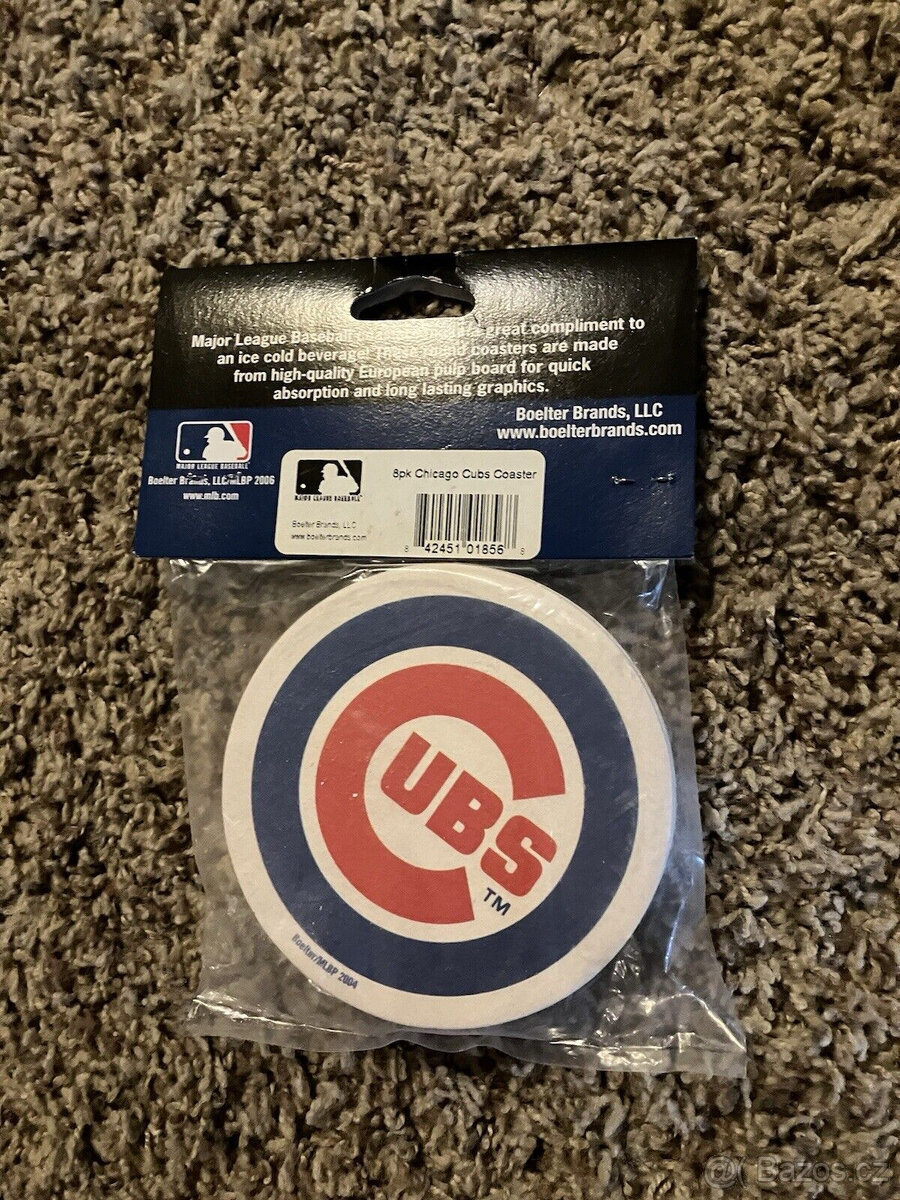 Major League Baseball great compliment to
an ice cold beverage! These round coasters are made
from high-quality European pulp board for quick
absorption and long lasting graphics.
Boelter Brands, LLC
www.boelterbrands.com
MAJOR LEAGUE BASEBALL
Boelter Brands, LLC/MLBP 2006
www.mlb.com
8pk Chicago Cubs Coaster
MAJOR LEAGUE BASEBALL
Boelter Brands, LLC
www.boelterbrands.com
8 42451 01856 8
CUBS
TM
Boelter/MLBP 2004
@ Bazos.cz